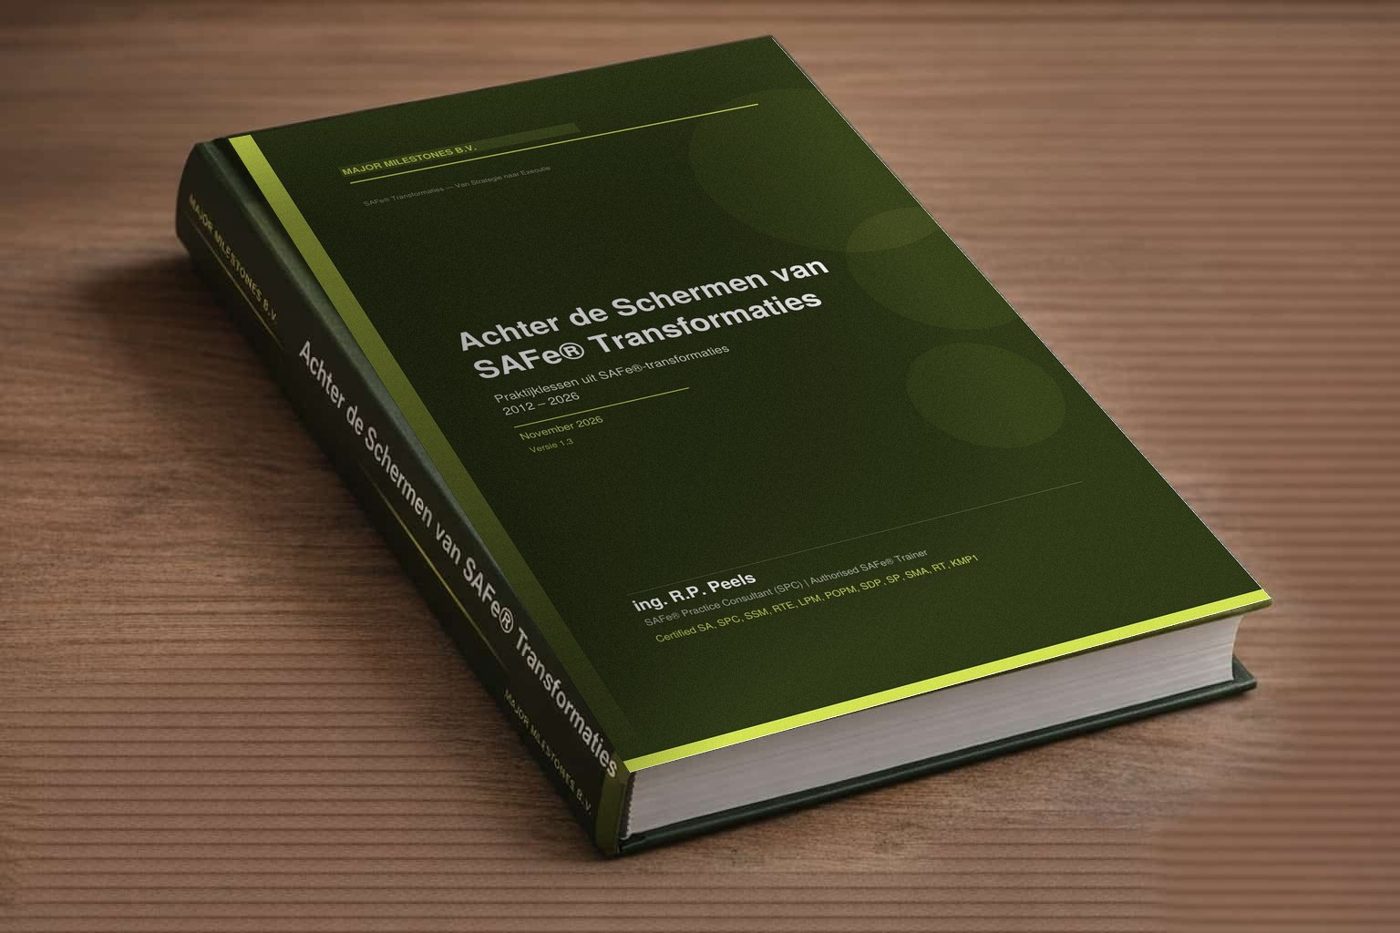 MAJOR MILESTONES B.V.
SAFe® Transformaties — Van Strategie naar Executie
Achter de Schermen van
SAFe® Transformaties
Praktijklessen uit SAFe®-transformaties
2012 – 2026
November 2026
Versie 1.3
ing. R.P. Peels
SAFe® Practice Consultant (SPC) | Authorised SAFe® Trainer
Certified SA, SPC, SSM, RTE, LPM, POPM, SDP, SP, SMA, RT, KMP1
MAJOR MILESTONES B.V.
Achter de Schermen van SAFe® Transformaties
MAJOR MILESTONES B.V.